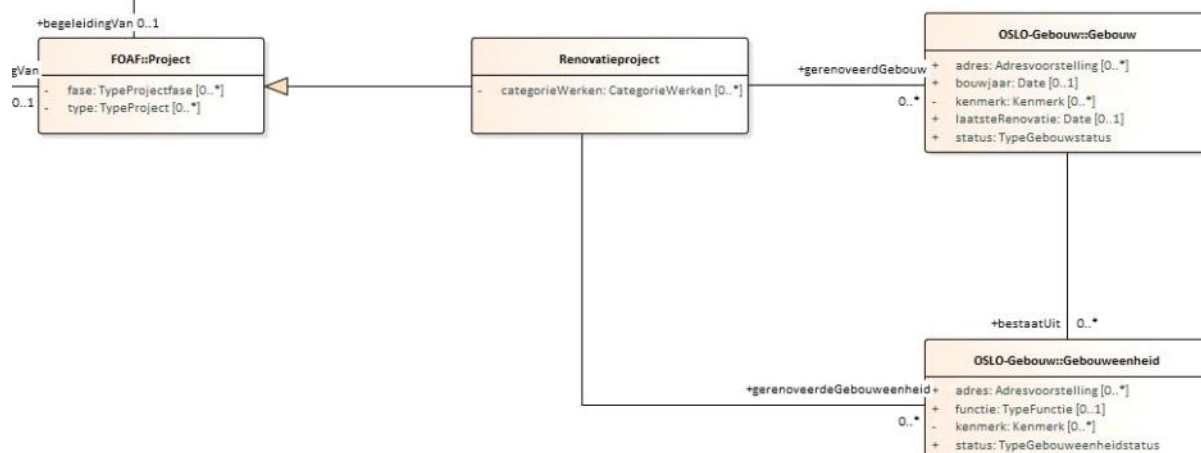 +begeleidingVan 0..1
gVan
0..1
FOAF::Project
- fase: TypeProjectfase [0..*]
- type: TypeProject [0..*]
Renovatieproject
- categorieWerken: CategorieWerken [0..*]
+gerenoveerdGebouw
0..*
OSLO-Gebouw::Gebouw
+ adres: Adresvoorstelling [0..*]
+ bouwjaar: Date [0..1]
- kenmerk: Kenmerk [0..*]
+ laatsteRenovatie: Date [0..1]
+ status: TypeGebouwstatus
+bestaatUit 0..*
+gerenoveerdeGebouweenheid
0..*
OSLO-Gebouw::Gebouweenheid
+ adres: Adresvoorstelling [0..*]
+ functie: TypeFunctie [0..1]
- kenmerk: Kenmerk [0..*]
+ status: TypeGebouweenheidstatus